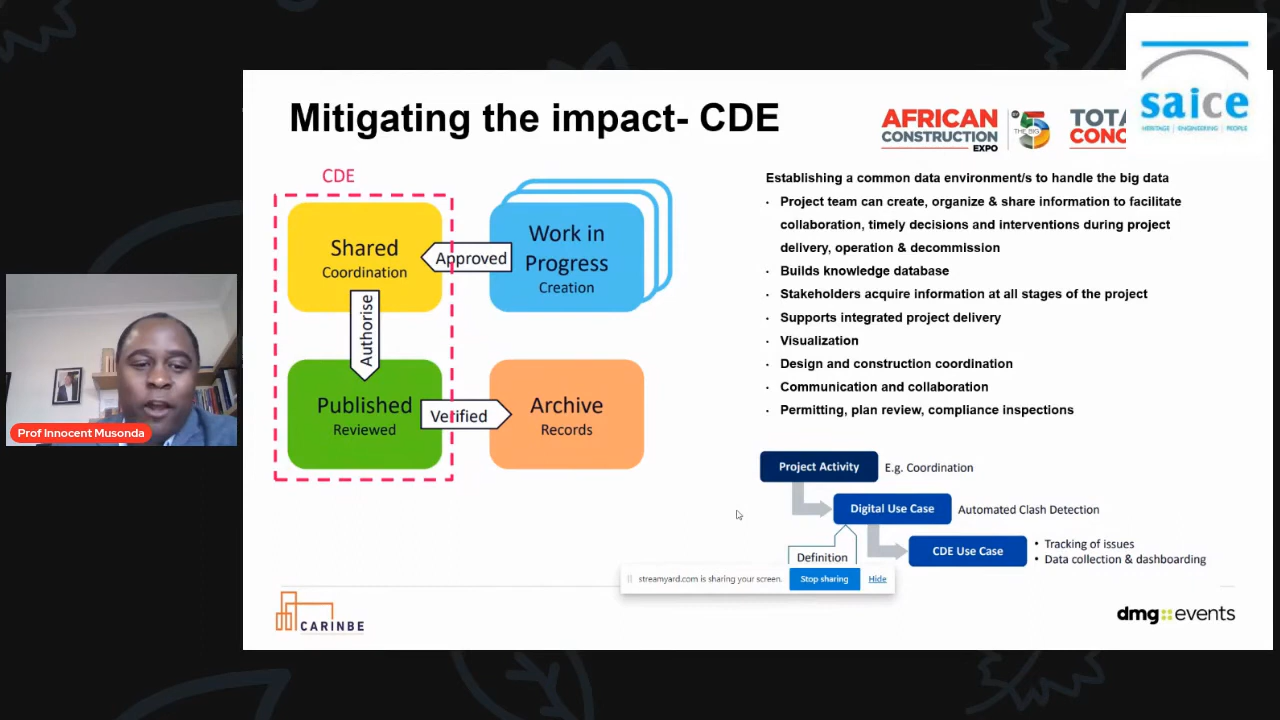 Mitigating the impact- CDE
AFRICAN
CONSTRUCTION
EXPO
THE BIG
5
TOTA
CONC
saice
HERITAGE | ENGINEERING | PEOPLE
CDE
Shared
Coordination
Approved
Work in
Progress
Creation
Authorise
Published
Reviewed
Verified
Archive
Records
Establishing a common data environment/s to handle the big data
• Project team can create, organize & share information to facilitate
collaboration, timely decisions and interventions during project
delivery, operation & decommission
• Builds knowledge database
• Stakeholders acquire information at all stages of the project
• Supports integrated project delivery
• Visualization
• Design and construction coordination
• Communication and collaboration
• Permitting, plan review, compliance inspections
Project Activity E.g. Coordination
Digital Use Case Automated Clash Detection
Definition
CDE Use Case
• Tracking of issues
• Data collection & dashboarding
streamyard.com is sharing your screen. Stop sharing Hide
Prof Innocent Musonda
CARINBE
dmg::events